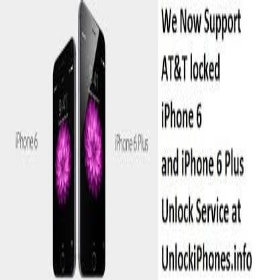 We Now Support
AT&T locked
iPhone 6
and iPhone 6 Plus
Unlock Service at
UnlockiPhones.info
iPhone 6
iPhone 6 Plus